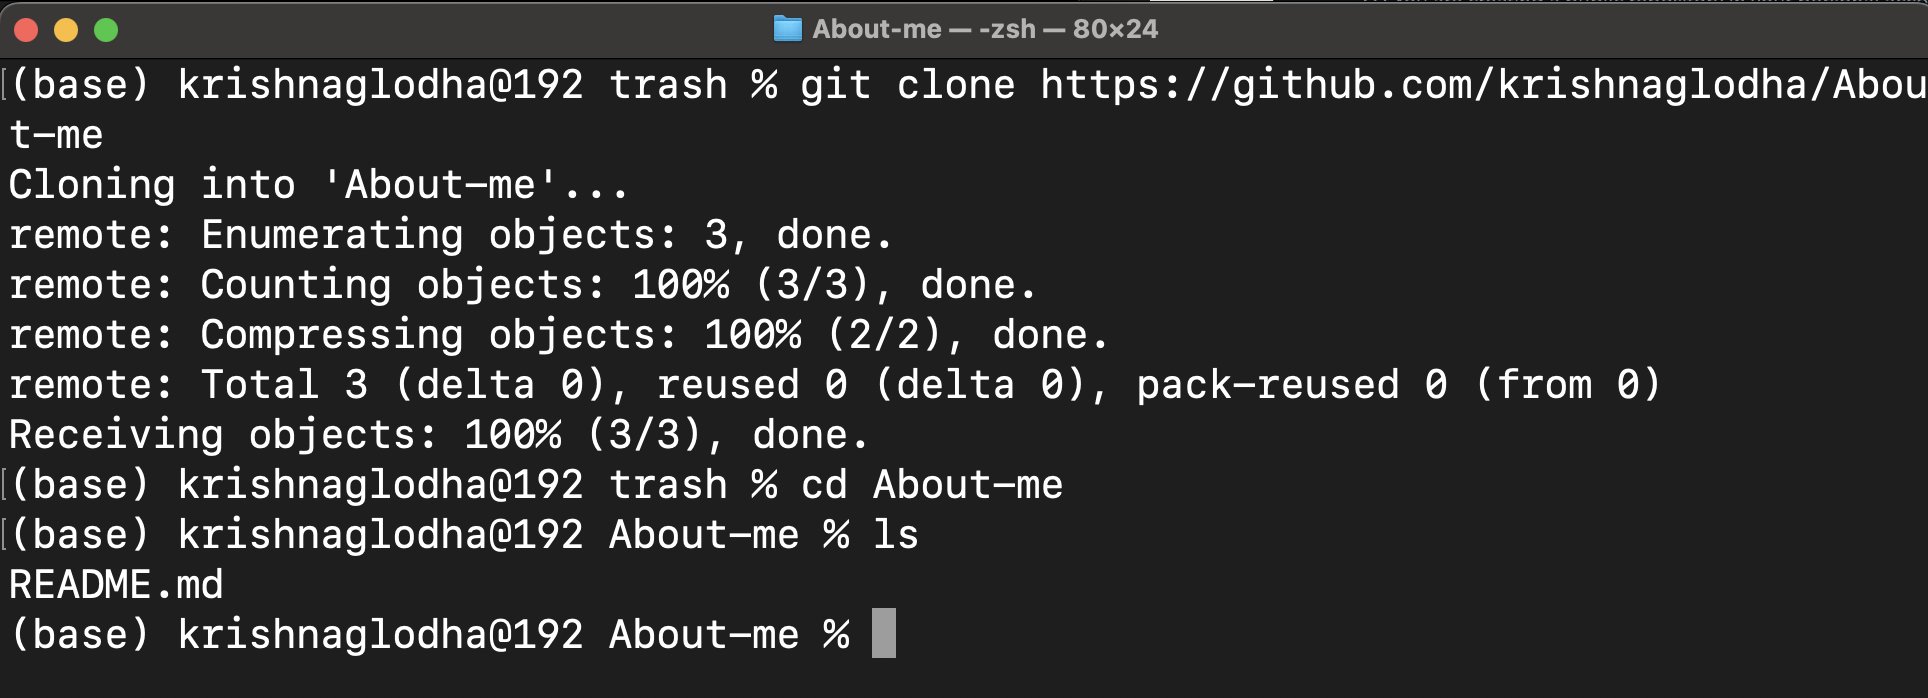 About-me — -zsh — 80×24
(base) krishnaglodha@192 trash % git clone https://github.com/krishnaglodha/Abou
t-me
Cloning into 'About-me'...
remote: Enumerating objects: 3, done.
remote: Counting objects: 100% (3/3), done.
remote: Compressing objects: 100% (2/2), done.
remote: Total 3 (delta 0), reused 0 (delta 0), pack-reused 0 (from 0)
Receiving objects: 100% (3/3), done.
(base) krishnaglodha@192 trash % cd About-me
(base) krishnaglodha@192 About-me % ls
README.md
(base) krishnaglodha@192 About-me %